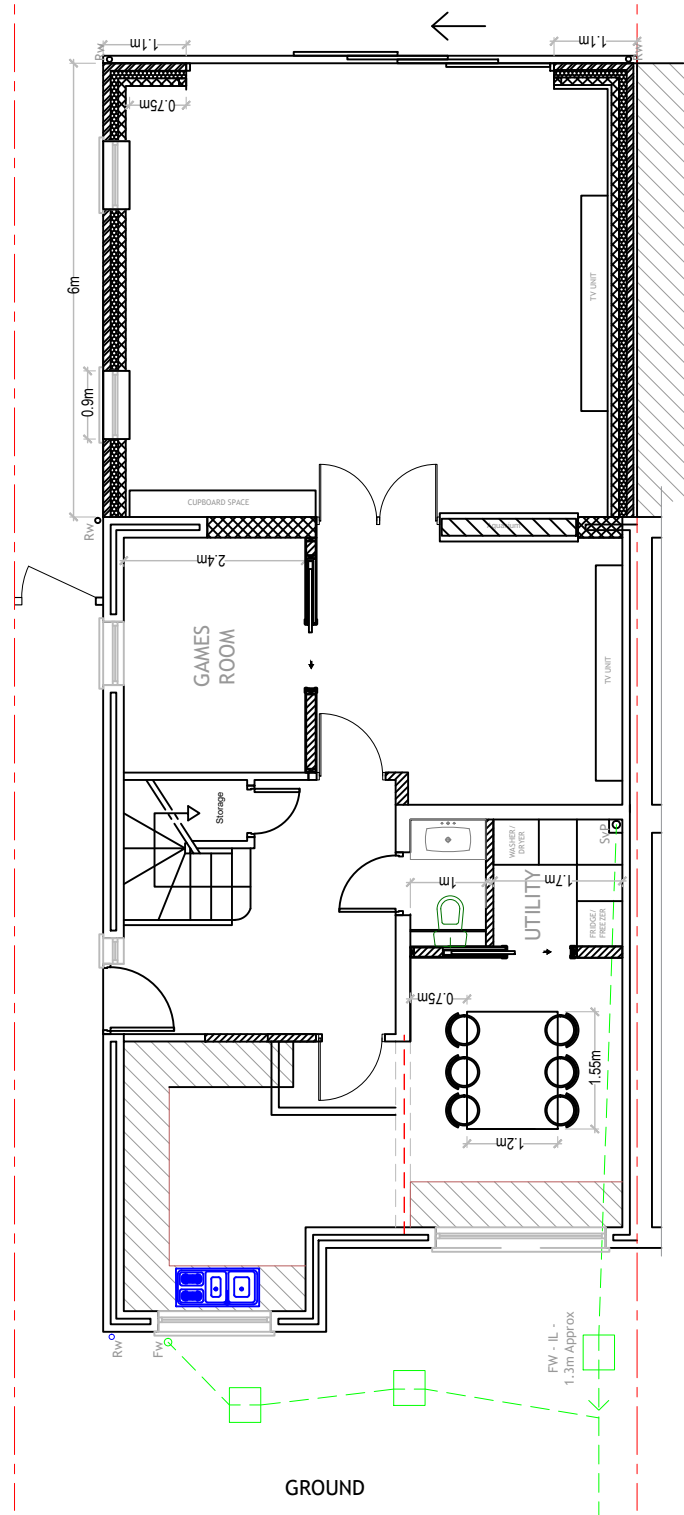 1.1m
1.1m
Rw
Rw
0.75m
6m
TV UNIT
0.9m
CUPBOARD SPACE
Rw
2.4m
GAMES
ROOM
TV UNIT
Storage
WASHER/
DRYER
SvP
1m
1.7m
UTILITY
FRIDGE/
FREEZER
0.75m
1.55m
1.2m
Rw
Fw
FW - IL -
1.3m Approx
GROUND